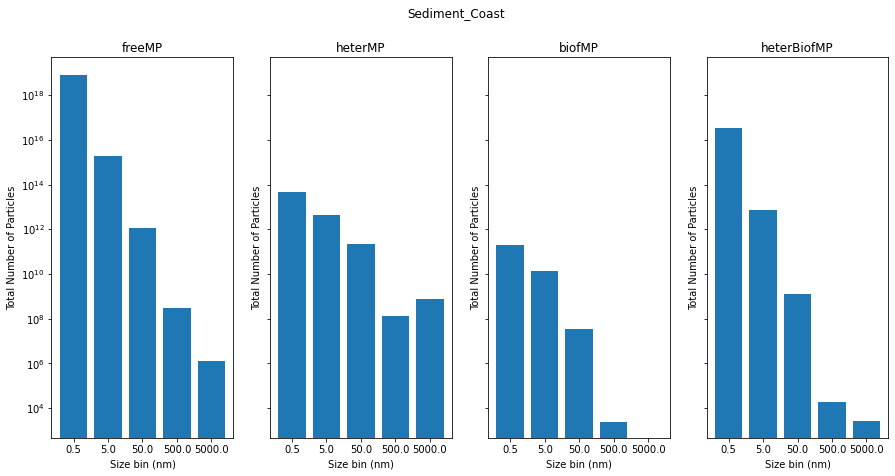 Sediment_Coast
freeMP
heterMP
biofMP
heterBiofMP
Total Number of Particles
10^18
10^16
10^14
10^12
10^10
10^8
10^6
10^4
0.5 5.0 50.0 500.0 5000.0
Size bin (nm)
Total Number of Particles
0.5 5.0 50.0 500.0 5000.0
Size bin (nm)
Total Number of Particles
0.5 5.0 50.0 500.0 5000.0
Size bin (nm)
Total Number of Particles
0.5 5.0 50.0 500.0 5000.0
Size bin (nm)